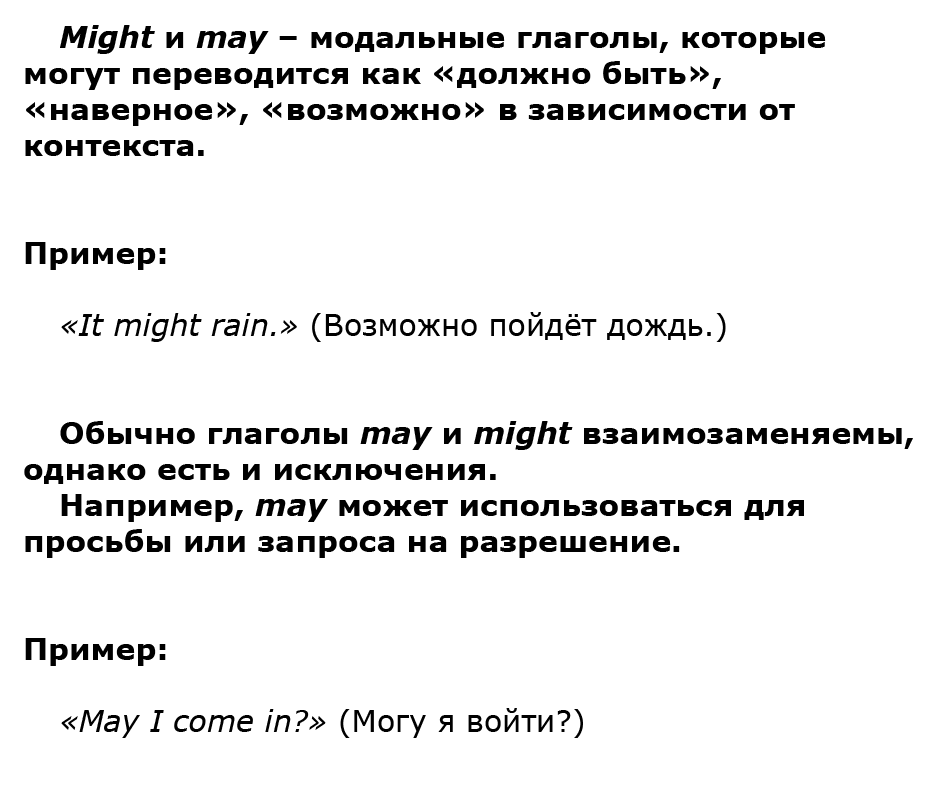 Might и may – модальные глаголы, которые
могут переводится как «должно быть»,
«наверное», «возможно» в зависимости от
контекста.
Пример:
«It might rain.» (Возможно пойдёт дождь.)
Обычно глаголы may и might взаимозаменяемы,
однако есть и исключения.
Например, may может использоваться для
просьбы или запроса на разрешение.
Пример:
«May I come in?» (Могу я войти?)